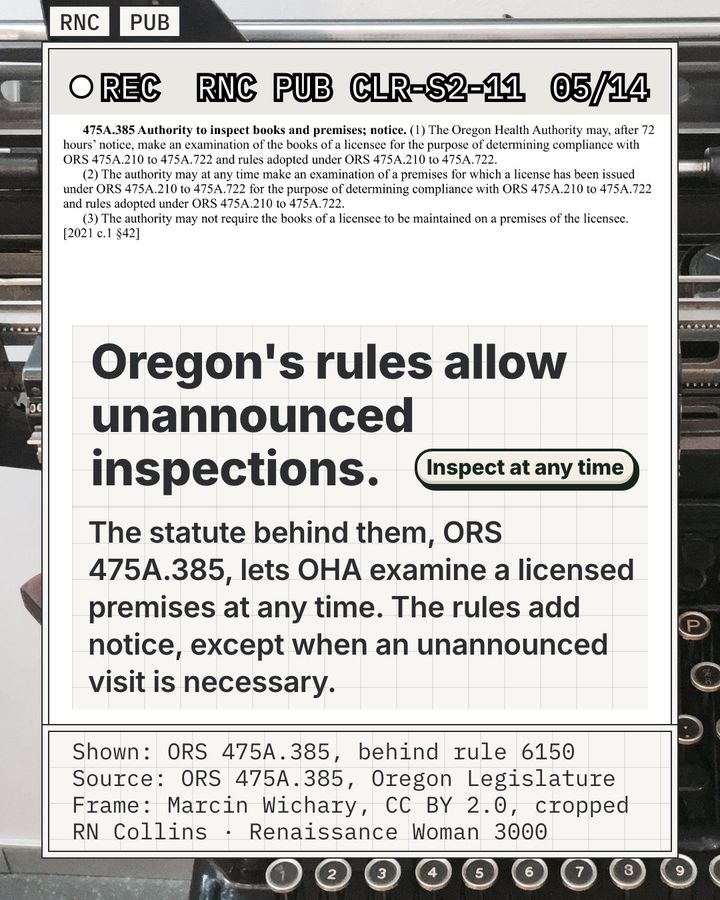 RNC PUB
REC RNC PUB CLR-S2-11 05/14
475A.385 Authority to inspect books and premises; notice. (1) The Oregon Health Authority may, after 72
hours’ notice, make an examination of the books of a licensee for the purpose of determining compliance with
ORS 475A.210 to 475A.722 and rules adopted under ORS 475A.210 to 475A.722.
(2) The authority may at any time make an examination of a premises for which a license has been issued
under ORS 475A.210 to 475A.722 for the purpose of determining compliance with ORS 475A.210 to 475A.722
and rules adopted under ORS 475A.210 to 475A.722.
(3) The authority may not require the books of a licensee to be maintained on a premises of the licensee.
[2021 c.1 §42]
Oregon's rules allow
unannounced
inspections.
Inspect at any time
The statute behind them, ORS
475A.385, lets OHA examine a licensed
premises at any time. The rules add
notice, except when an unannounced
visit is necessary.
P
Shown: ORS 475A.385, behind rule 6150
Source: ORS 475A.385, Oregon Legislature
Frame: Marcin Wichary, CC BY 2.0, cropped
RN Collins · Renaissance Woman 3000
2 3 4 5 6 7 8 9